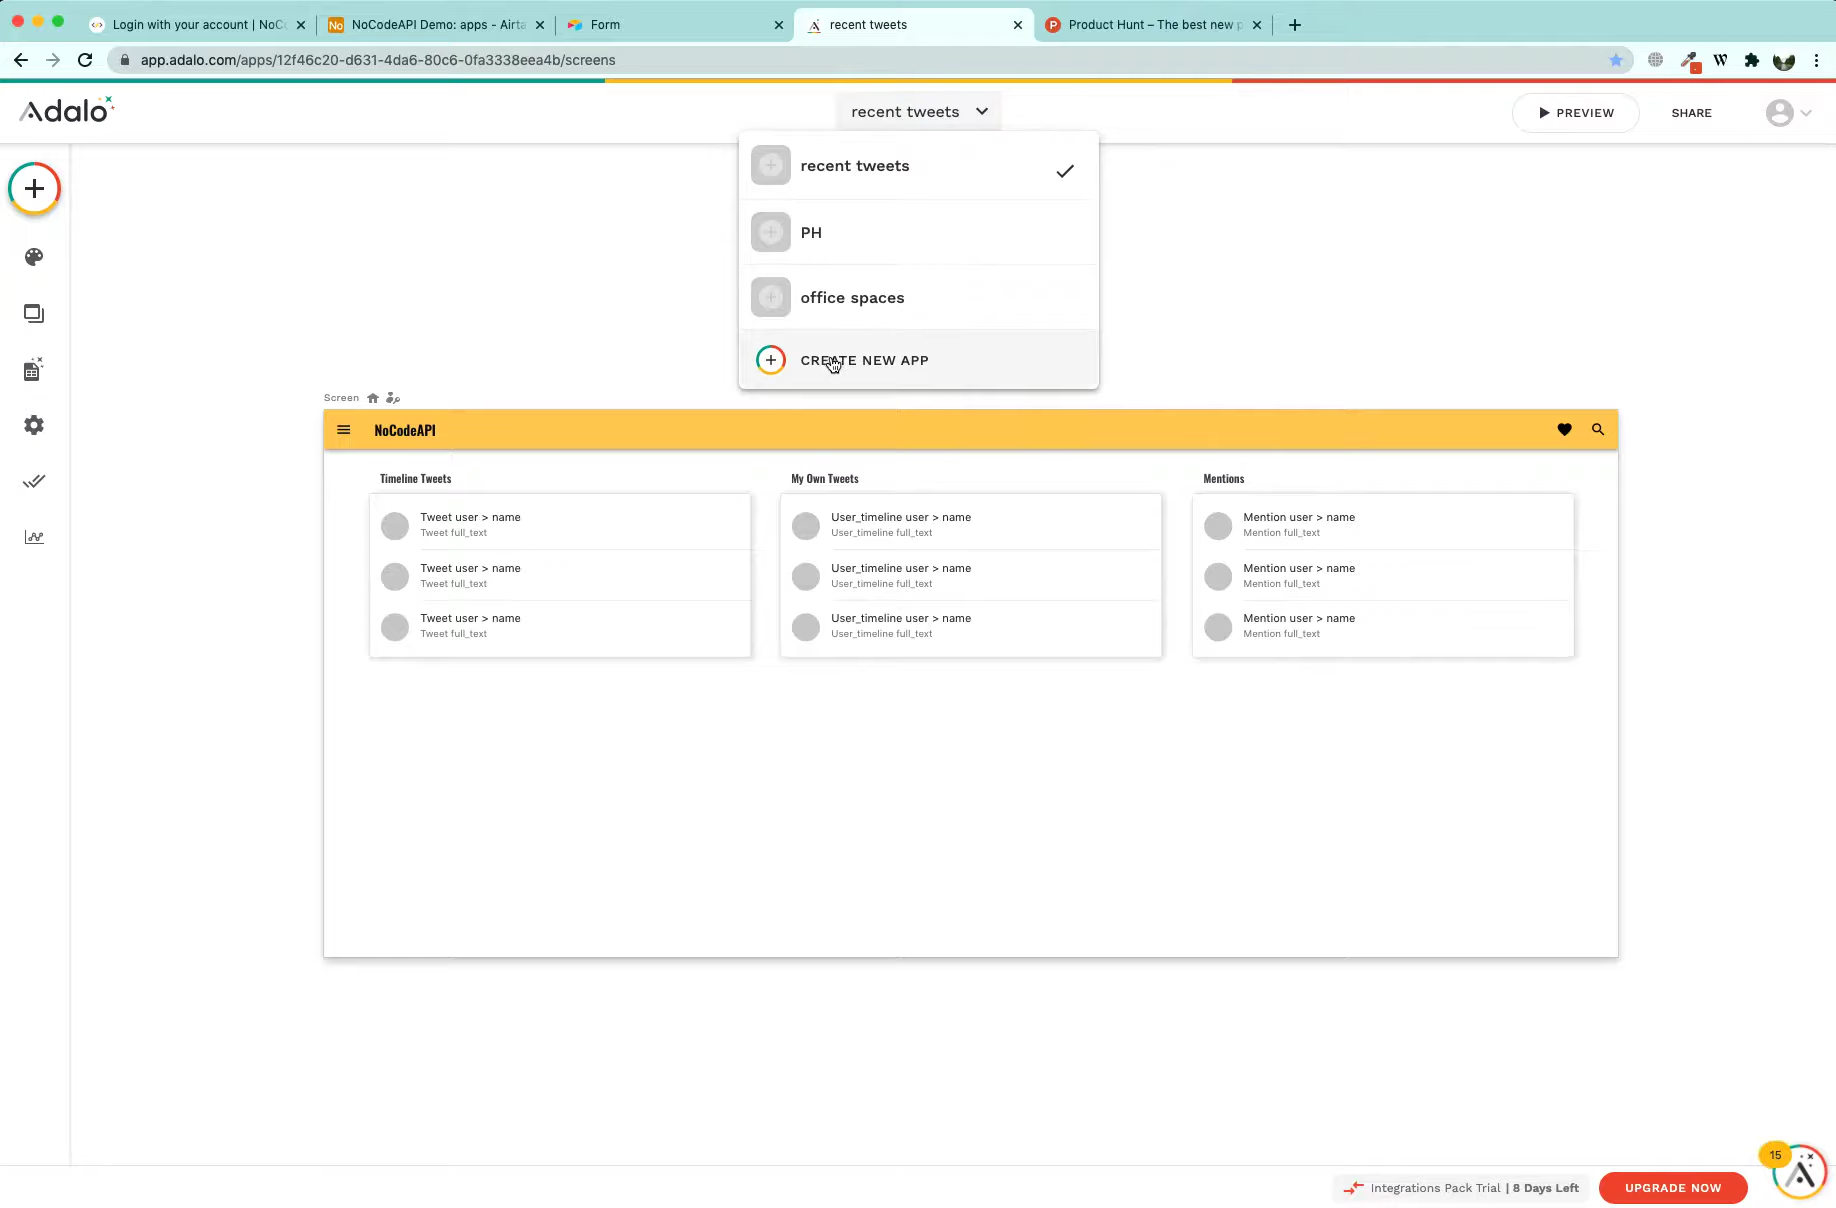 Login with your account | NoC
NoCodeAPI Demo: apps - Airta
Form
recent tweets
Product Hunt – The best new p
app.adalo.com/apps/12f46c20-d631-4da6-80c6-0fa3338eea4b/screens
W
Adalo
recent tweets
PREVIEW
SHARE
recent tweets
PH
office spaces
CREATE NEW APP
Screen
NoCodeAPI
Timeline Tweets
My Own Tweets
Mentions
Tweet user > name
Tweet full_text
Tweet user > name
Tweet full_text
Tweet user > name
Tweet full_text
User_timeline user > name
User_timeline full_text
User_timeline user > name
User_timeline full_text
User_timeline user > name
User_timeline full_text
Mention user > name
Mention full_text
Mention user > name
Mention full_text
Mention user > name
Mention full_text
15
Integrations Pack Trial | 8 Days Left
UPGRADE NOW